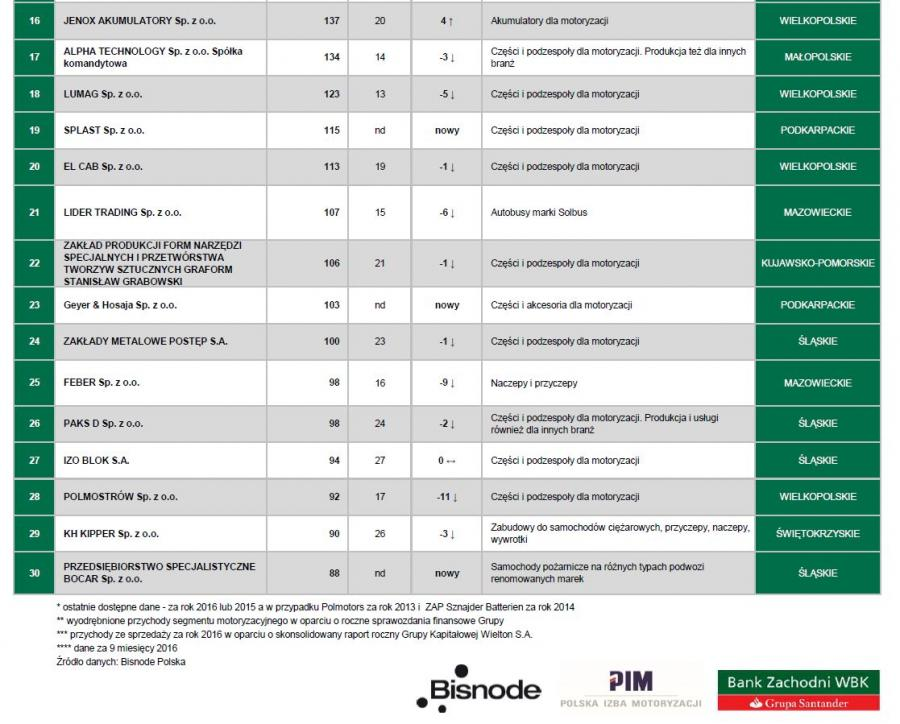 16 JENOX AKUMULATORY Sp. z o.o. 137 20 4 ↑ Akumulatory dla motoryzacji WIELKOPOLSKIE
17 ALPHA TECHNOLOGY Sp. z o.o. Spółka komandytowa 134 14 -3 ↓ Części i podzespoły dla motoryzacji. Produkcja też dla innych branż MAŁOPOLSKIE
18 LUMAG Sp. z o.o. 123 13 -5 ↓ Części i podzespoły dla motoryzacji WIELKOPOLSKIE
19 SPLAST Sp. z o.o. 115 nd nowy Części i podzespoły dla motoryzacji PODKARPACKIE
20 EL CAB Sp. z o.o. 113 19 -1 ↓ Części i podzespoły dla motoryzacji WIELKOPOLSKIE
21 LIDER TRADING Sp. z o.o. 107 15 -6 ↓ Autobusy marki Solbus MAZOWIECKIE
22 ZAKŁAD PRODUKCJI FORM NARZĘDZI SPECJALNYCH I PRZETWÓRSTWA TWORZYW SZTUCZNYCH GRAFORM STANISŁAW GRABOWSKI 106 21 -1 ↓ Części i podzespoły dla motoryzacji KUJAWSKO-POMORSKIE
23 Geyer & Hosaja Sp. z o.o. 103 nd nowy Części i akcesoria dla motoryzacji PODKARPACKIE
24 ZAKŁADY METALOWE POSTĘP S.A. 100 23 -1 ↓ Części i podzespoły dla motoryzacji ŚLĄSKIE
25 FEBER Sp. z o.o. 98 16 -9 ↓ Naczepy i przyczepy MAZOWIECKIE
26 PAKS D Sp. z o.o. 98 24 -2 ↓ Części i podzespoły dla motoryzacji. Produkcja i usługi również dla innych branż ŚLĄSKIE
27 IZO BLOK S.A. 94 27 0 ↔ Części i podzespoły dla motoryzacji ŚLĄSKIE
28 POLMOSTRÓW Sp. z o.o. 92 17 -11 ↓ Części i podzespoły dla motoryzacji WIELKOPOLSKIE
29 KH KIPPER Sp. z o.o. 90 26 -3 ↓ Zabudowy do samochodów ciężarowych, przyczepy, naczepy, wywrotki ŚWIĘTOKRZYSKIE
30 PRZEDSIĘBIORSTWO SPECJALISTYCZNE BOCAR Sp. z o.o. 88 nd nowy Samochody pożarnicze na różnych typach podwozi renomowanych marek ŚLĄSKIE
* ostatnie dostępne dane - za rok 2016 lub 2015 a w przypadku Polmotors za rok 2013 i ZAP Sznajder Batterien za rok 2014
** wyodrębnione przychody segmentu motoryzacyjnego w oparciu o roczne sprawozdania finansowe Grupy
*** przychody ze sprzedaży za rok 2016 w oparciu o skonsolidowany raport roczny Grupy Kapitałowej Wielton S.A.
**** dane za 9 miesięcy 2016
Źródło danych: Bisnode Polska
Bisnode
PIM
POLSKA IZBA MOTORYZACJI
Bank Zachodni WBK
Grupa Santander